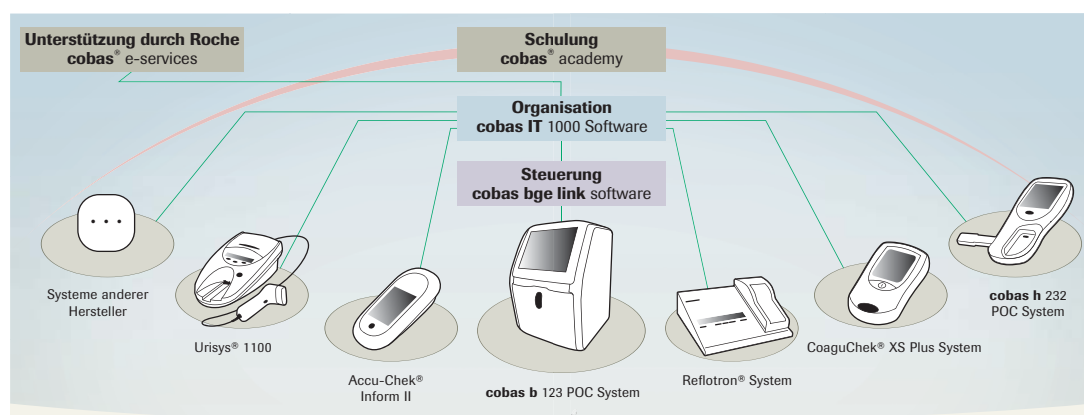 Unterstützung durch Roche
cobas® e-services
Schulung
cobas® academy
Organisation
cobas IT 1000 Software
Steuerung
cobas bge link software
Systeme anderer
Hersteller
Urisys® 1100
Accu-Chek®
Inform II
cobas b 123 POC System
Reflotron® System
CoaguChek® XS Plus System
cobas h 232
POC System